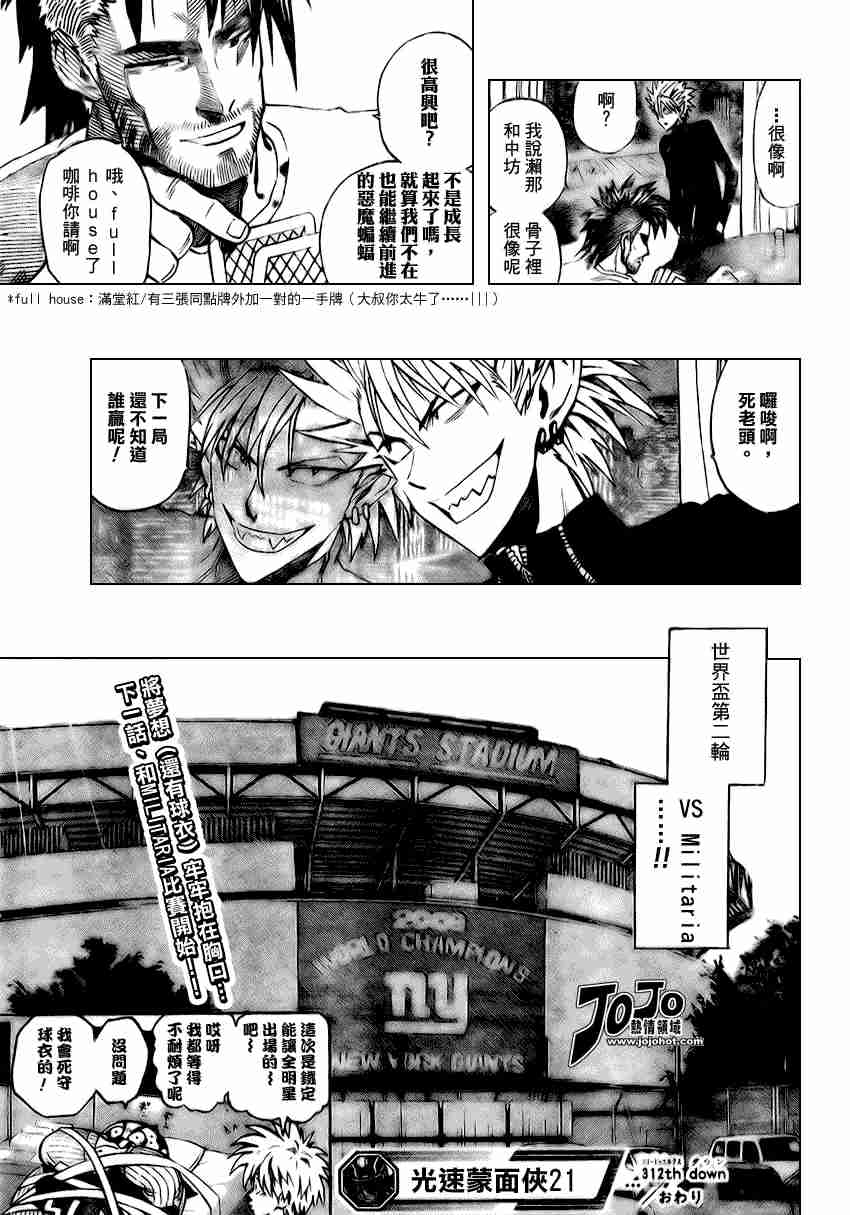 …很像啊
啊？
我說瀨那
和中坊
骨子裡
很像呢
很高興吧？
不是成長
起來了嗎，
就算我們不在
也能繼續前進
的惡魔蝙蝠
哦、full
house了
咖啡你請啊
*full house：滿堂紅/有三張同點牌外加一對的一手牌（大叔你太牛了……|||）
囉唆啊，
死老頭。
下一局
還不知道
誰贏呢！
世界盃第二輪
VS Militaria
……!!
GIANTS STADIUM
將夢想（還有球衣）牢牢抱在胸口…
下一話、和MILITARIA比賽開始！！
2008
WORLD CHAMPIONS
ny
NEW YORK GIANTS
JOJO
熱情領域
www.jojohot.com
這次是鐵定
能讓全明星
出場的～
吧～
哎呀
我都等得
不耐煩了呢
沒問題
我會死守
球衣的！
光速蒙面俠21
312th down
おわり